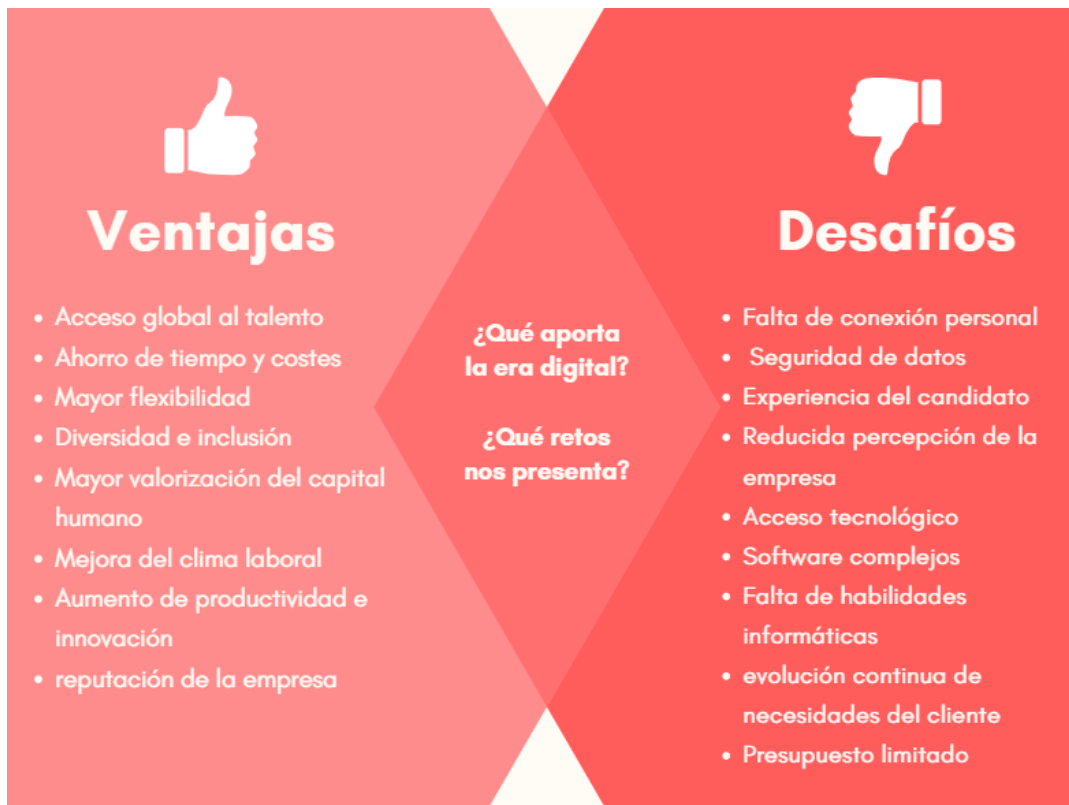 Ventajas
• Acceso global al talento
• Ahorro de tiempo y costes
• Mayor flexibilidad
• Diversidad e inclusión
• Mayor valorización del capital
humano
• Mejora del clima laboral
• Aumento de productividad e
innovación
• reputación de la empresa
¿Qué aporta
la era digital?
¿Qué retos
nos presenta?
Desafíos
• Falta de conexión personal
• Seguridad de datos
• Experiencia del candidato
• Reducida percepción de la
empresa
• Acceso tecnológico
• Software complejos
• Falta de habilidades
informáticas
• evolución continua de
necesidades del cliente
• Presupuesto limitado